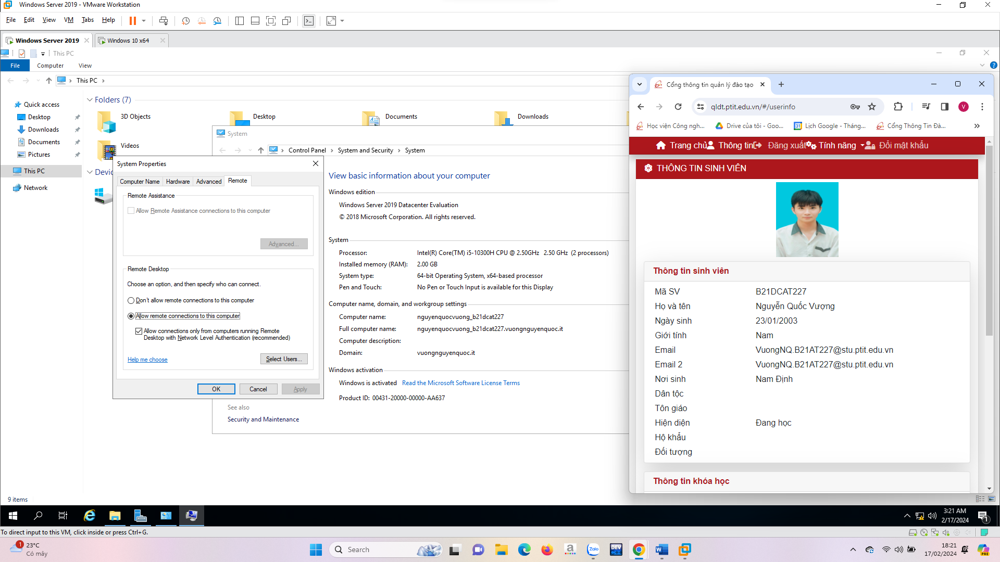 Windows Server 2019 - VMware Workstation
File Edit View VM Tabs Help
Windows Server 2019
Windows 10 x64
This PC
File Computer View
This PC
Quick access
Desktop
Downloads
Documents
Pictures
This PC
Network
Folders (7)
3D Objects
Desktop
Documents
Downloads
Videos
Devic
System
Control Panel > System and Security > System
System Properties
Computer Name Hardware Advanced Remote
Remote Assistance
Allow Remote Assistance connections to this computer
Advanced...
Remote Desktop
Choose an option, and then specify who can connect.
Don't allow remote connections to this computer
Allow remote connections to this computer
Allow connections only from computers running Remote
Desktop with Network Level Authentication (recommended)
Help me choose
Select Users...
OK Cancel Apply
View basic information about your computer
Windows edition
Windows Server 2019 Datacenter Evaluation
© 2018 Microsoft Corporation. All rights reserved.
System
Processor: Intel(R) Core(TM) i5-10300H CPU @ 2.50GHz 2.50 GHz (2 processors)
Installed memory (RAM): 2.00 GB
System type: 64-bit Operating System, x64-based processor
Pen and Touch: No Pen or Touch Input is available for this Display
Computer name, domain, and workgroup settings
Computer name: nguyenquocvuong_b21dcat227
Full computer name: nguyenquocvuong_b21dcat227.vuongnguyenquoc.it
Computer description:
Domain: vuongnguyenquoc.it
Windows activation
Windows is activated Read the Microsoft Software License Terms
Product ID: 00431-20000-00000-AA637
See also
Security and Maintenance
9 items
Cổng thông tin quản lý đào tạo
qldt.ptit.edu.vn/#/userinfo
V
Học viện Công ngh...
Drive của tôi - Goo...
31
Lịch Google - Tháng...
Cổng Thông Tin Đà...
Trang chủ Thông tin Đăng xuất Tính năng Đổi mật khẩu
THÔNG TIN SINH VIÊN
Thông tin sinh viên
Mã SV B21DCAT227
Họ và tên Nguyễn Quốc Vượng
Ngày sinh 23/01/2003
Giới tính Nam
Email VuongNQ.B21AT227@stu.ptit.edu.vn
Email 2 VuongNQ.B21AT227@stu.ptit.edu.vn
Nơi sinh Nam Định
Dân tộc
Tôn giáo
Hiện diện Đang học
Hộ khẩu
Đối tượng
Thông tin khóa học
3:21 AM
2/17/2024
1
To direct input to this VM, click inside or press Ctrl+G.
1
23°C
Có mây
Search
a
Zalo
DEV
W
18:21
17/02/2024
PRE